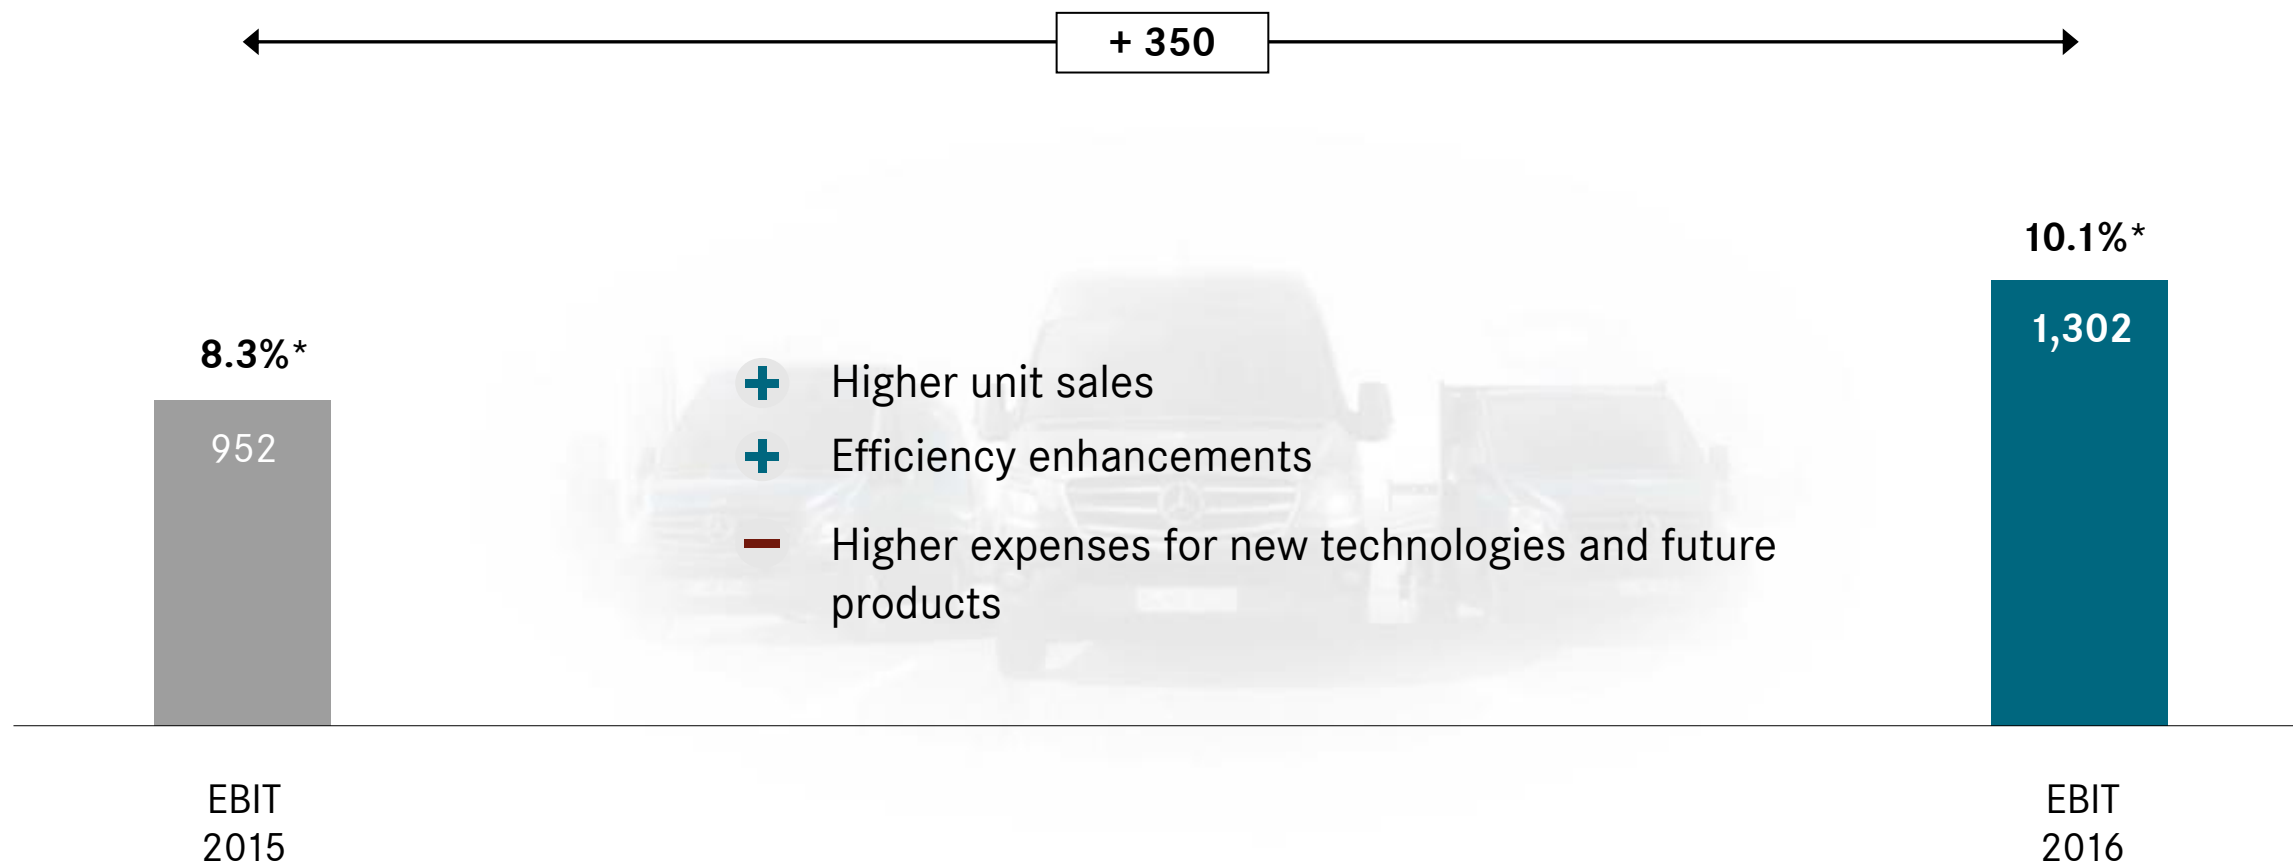 + 350
10.1%*
1,302
8.3%*
952
+ Higher unit sales
+ Efficiency enhancements
− Higher expenses for new technologies and future
products
EBIT
2015
EBIT
2016